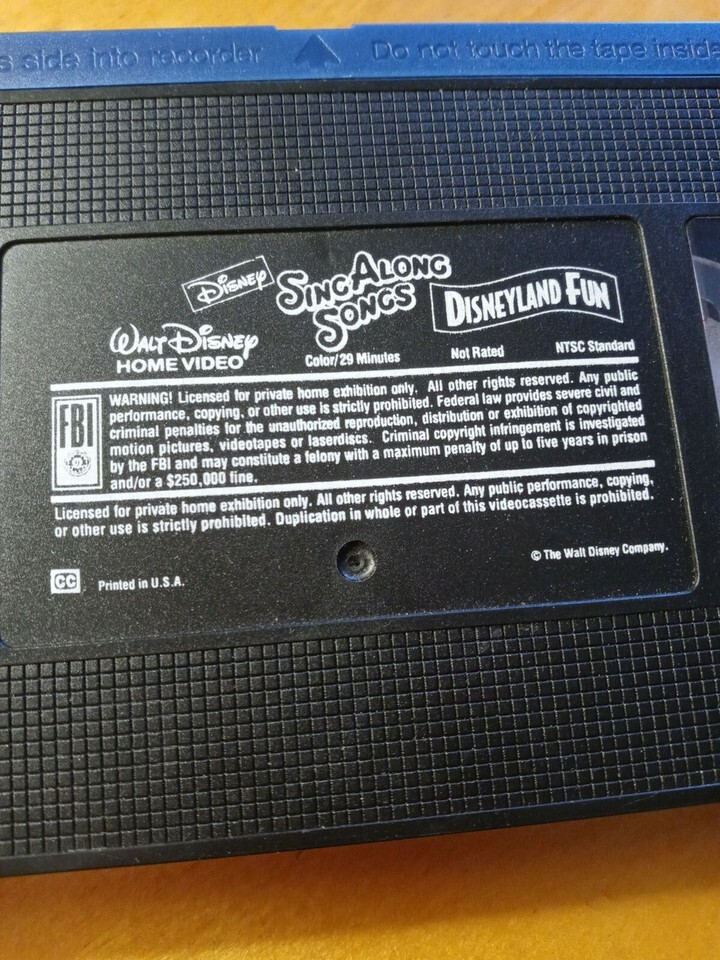 s side into recorder Do not touch the tape inside
DISNEY
SING ALONG
SONGS
DISNEYLAND FUN
WALT DISNEY
HOME VIDEO
Color/29 Minutes Not Rated NTSC Standard
FBI
WARNING! Licensed for private home exhibition only. All other rights reserved. Any public
performance, copying, or other use is strictly prohibited. Federal law provides severe civil and
criminal penalties for the unauthorized reproduction, distribution or exhibition of copyrighted
motion pictures, videotapes or laserdiscs. Criminal copyright infringement is investigated
by the FBI and may constitute a felony with a maximum penalty of up to five years in prison
and/or a $250,000 fine.
Licensed for private home exhibition only. All other rights reserved. Any public performance, copying,
or other use is strictly prohibited. Duplication in whole or part of this videocassette is prohibited.
© The Walt Disney Company.
CC Printed in U.S.A.